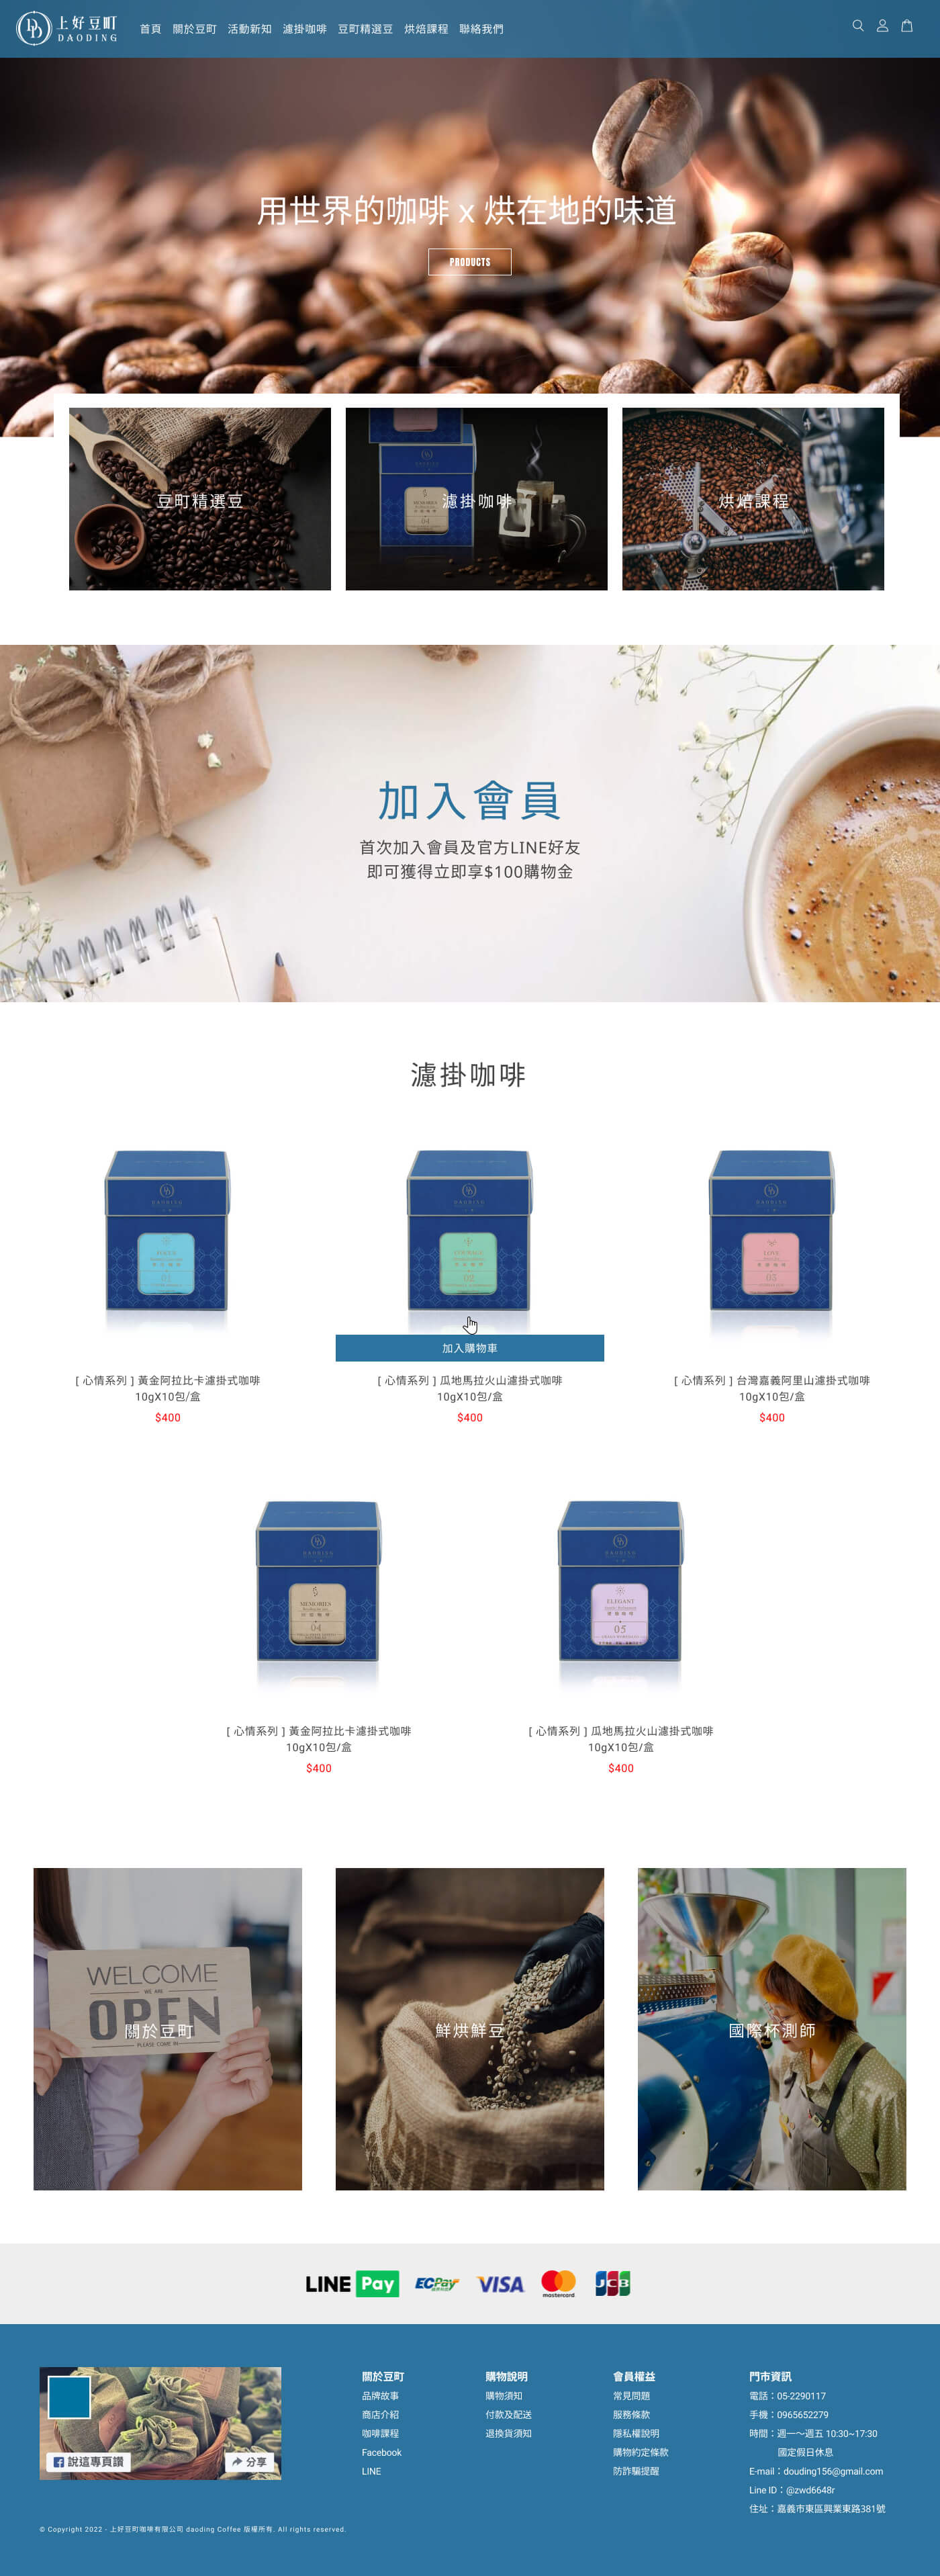 上好豆町
DAODING
首頁 關於豆町 活動新知 濾掛咖啡 豆町精選豆 烘焙課程 聯絡我們
用世界的咖啡 x 烘在地的味道
PRODUCTS
豆町精選豆
濾掛咖啡
烘焙課程
加入會員
首次加入會員及官方LINE好友
即可獲得立即享$100購物金
濾掛咖啡
加入購物車
[ 心情系列 ] 黃金阿拉比卡濾掛式咖啡
10gX10包/盒
$400
[ 心情系列 ] 瓜地馬拉火山濾掛式咖啡
10gX10包/盒
$400
[ 心情系列 ] 台灣嘉義阿里山濾掛式咖啡
10gX10包/盒
$400
MEMORIES
04
ELEGANT
05
[ 心情系列 ] 黃金阿拉比卡濾掛式咖啡
10gX10包/盒
$400
[ 心情系列 ] 瓜地馬拉火山濾掛式咖啡
10gX10包/盒
$400
WELCOME
WE ARE
OPEN
PLEASE COME IN
關於豆町
鮮烘鮮豆
國際杯測師
LINE Pay
ECPay
VISA
mastercard
JCB
說這專頁讚
分享
關於豆町
品牌故事
商店介紹
咖啡課程
Facebook
LINE
購物說明
購物須知
付款及配送
退換貨須知
會員權益
常見問題
服務條款
隱私權說明
購物約定條款
防詐騙提醒
門市資訊
電話：05-2290117
手機：0965652279
時間：週一～週五 10:30~17:30
國定假日休息
E-mail：douding156@gmail.com
Line ID：@zwd6648r
住址：嘉義市東區興業東路381號
© Copyright 2022 - 上好豆町咖啡有限公司 dauding Coffee 版權所有. All rights reserved.